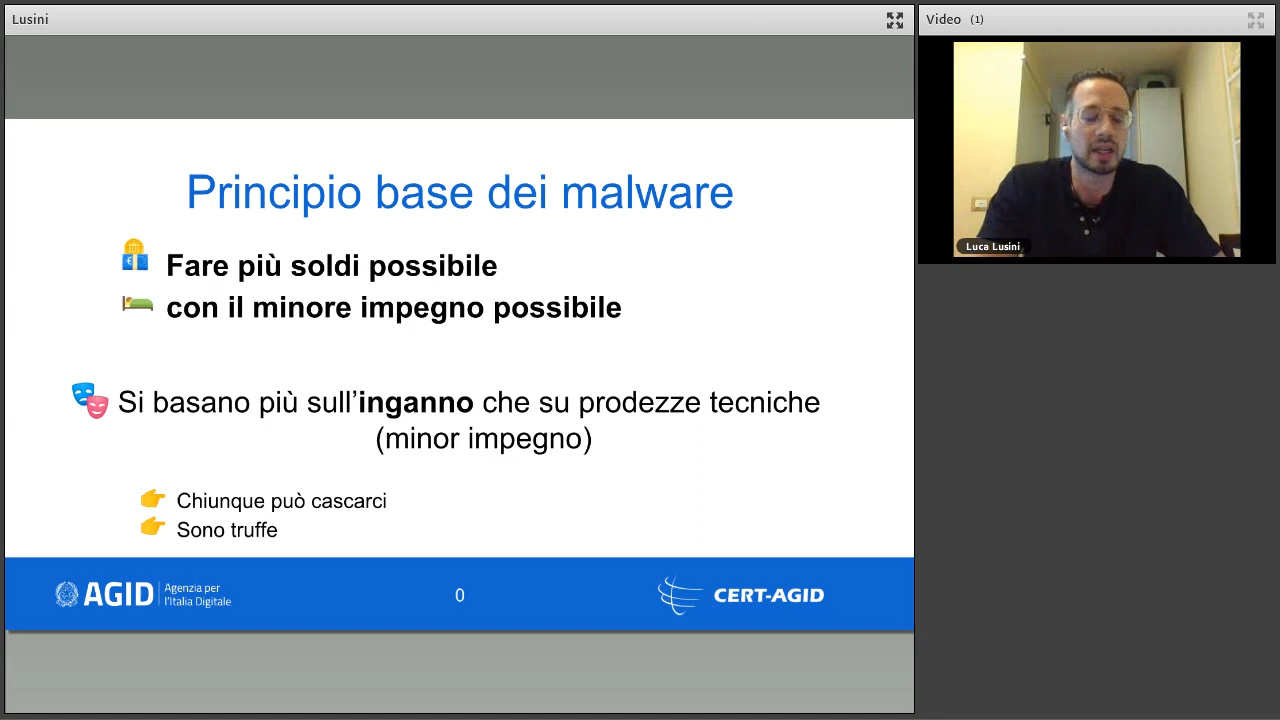 Lusini
Video (1)
Principio base dei malware
Fare più soldi possibile
con il minore impegno possibile
Si basano più sull’inganno che su prodezze tecniche
(minor impegno)
Chiunque può cascarci
Sono truffe
AGID Agenzia per
l'Italia Digitale
0
CERT-AGID
Luca Lusini